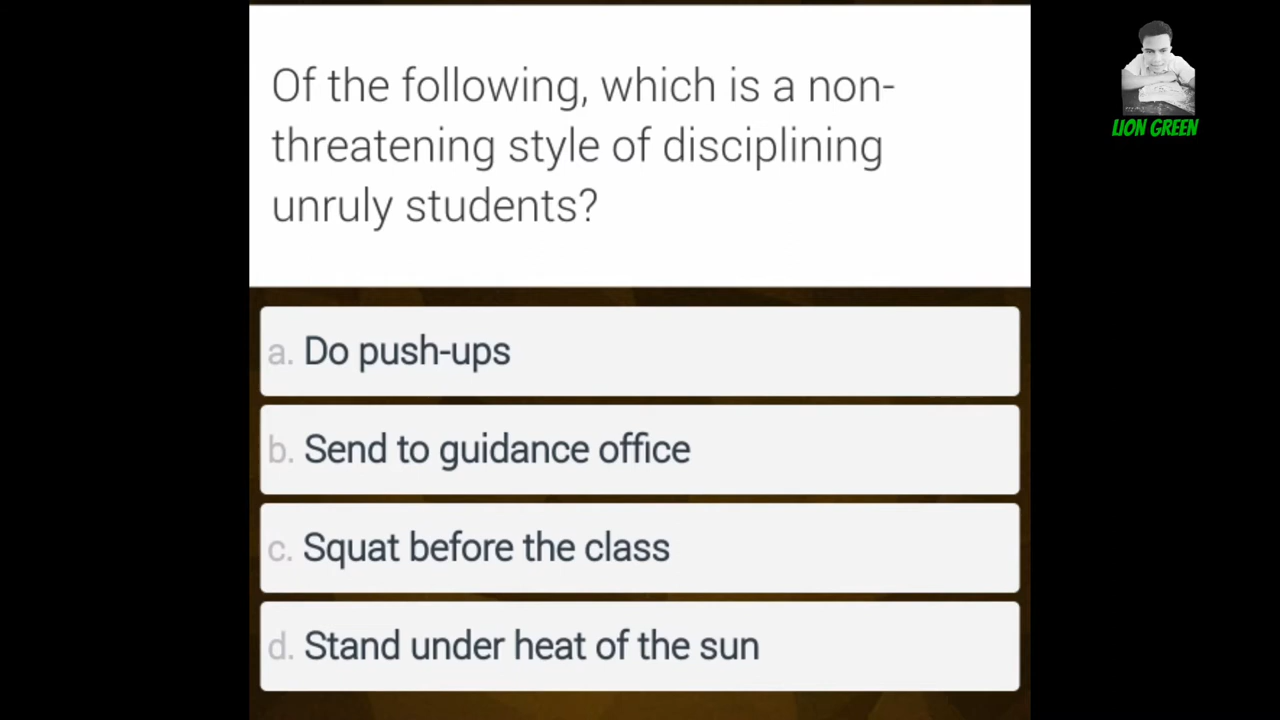 Of the following, which is a non-
threatening style of disciplining
unruly students?
LION GREEN
a. Do push-ups
b. Send to guidance office
c. Squat before the class
d. Stand under heat of the sun